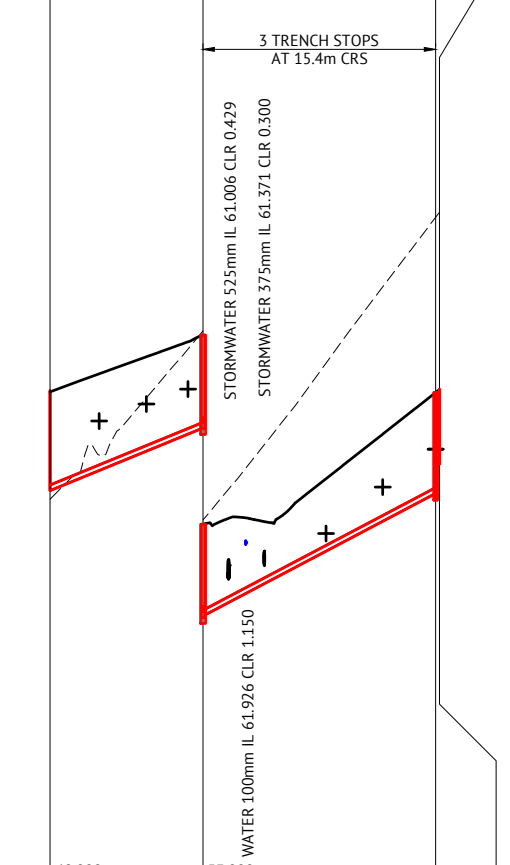 3 TRENCH STOPS
AT 15.4m CRS
STORMWATER 525mm IL 61.006 CLR 0.429
STORMWATER 375mm IL 61.371 CLR 0.300
WATER 100mm IL 61.926 CLR 1.150